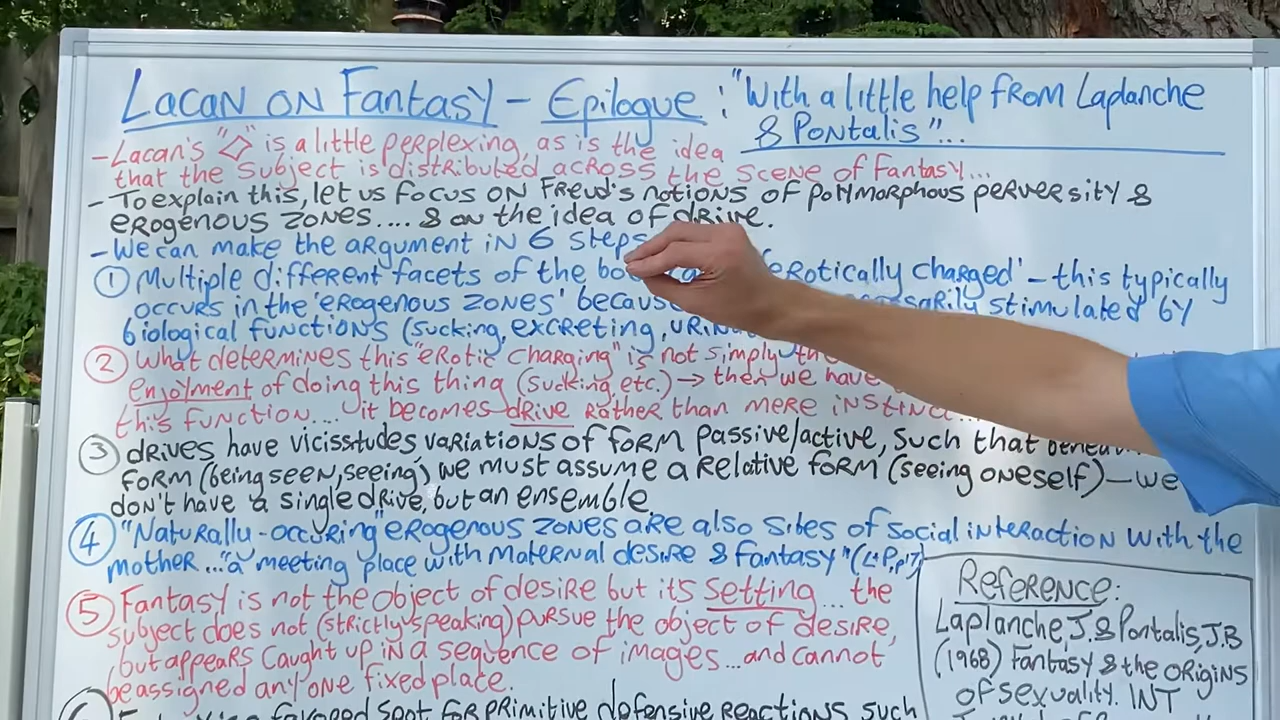 Lacan on Fantasy - Epilogue : "With a little help from Laplanche
& Pontalis"...
- Lacan's "◇" is a little perplexing, as is the idea
that the subject is distributed across the scene of fantasy...
- To explain this, let us focus on Freud's notions of polymorphous perversity &
erogenous zones.... & on the idea of drive.
- We can make the argument in 6 steps
① Multiple different facets of the erotically charged' - this typically
occurs in the 'erogenous zones' stimulated by
biological functions (sucking, excreting,
② What determines this "erotic charging" is not simply
enjoyment of doing this thing (sucking, etc.) → then we have
this function... it becomes drive rather than mere
③ drives have vicisstudes, variations of form passive/active, such that
form (being seen, seeing), we must assume a relative form (seeing oneself) - we
don't have a single drive, but an ensemble.
④ "Naturally-occuring" erogenous zones are also sites of social interaction with the
mother... "a meeting place with maternal desire & fantasy"
⑤ Fantasy is not the object of desire but its setting... the
subject does not (strictly speaking) pursue the object of desire,
but appears caught up in a sequence of images... and cannot
be assigned any one fixed place.
favored spot for primitive defensive reactions such
Reference:
Laplanche, J. & Pontalis, J.B
(1968) Fantasy & the origins
of sexuality. INT